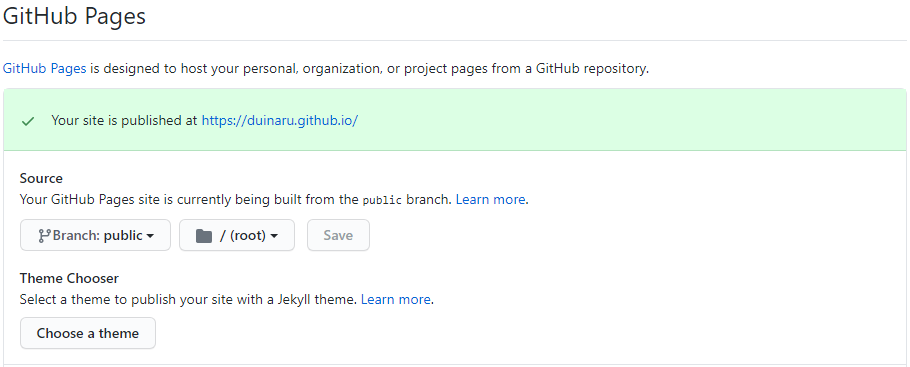 GitHub Pages
GitHub Pages is designed to host your personal, organization, or project pages from a GitHub repository.
Your site is published at https://duinaru.github.io/
Source
Your GitHub Pages site is currently being built from the public branch. Learn more.
Branch: public / (root) Save
Theme Chooser
Select a theme to publish your site with a Jekyll theme. Learn more.
Choose a theme